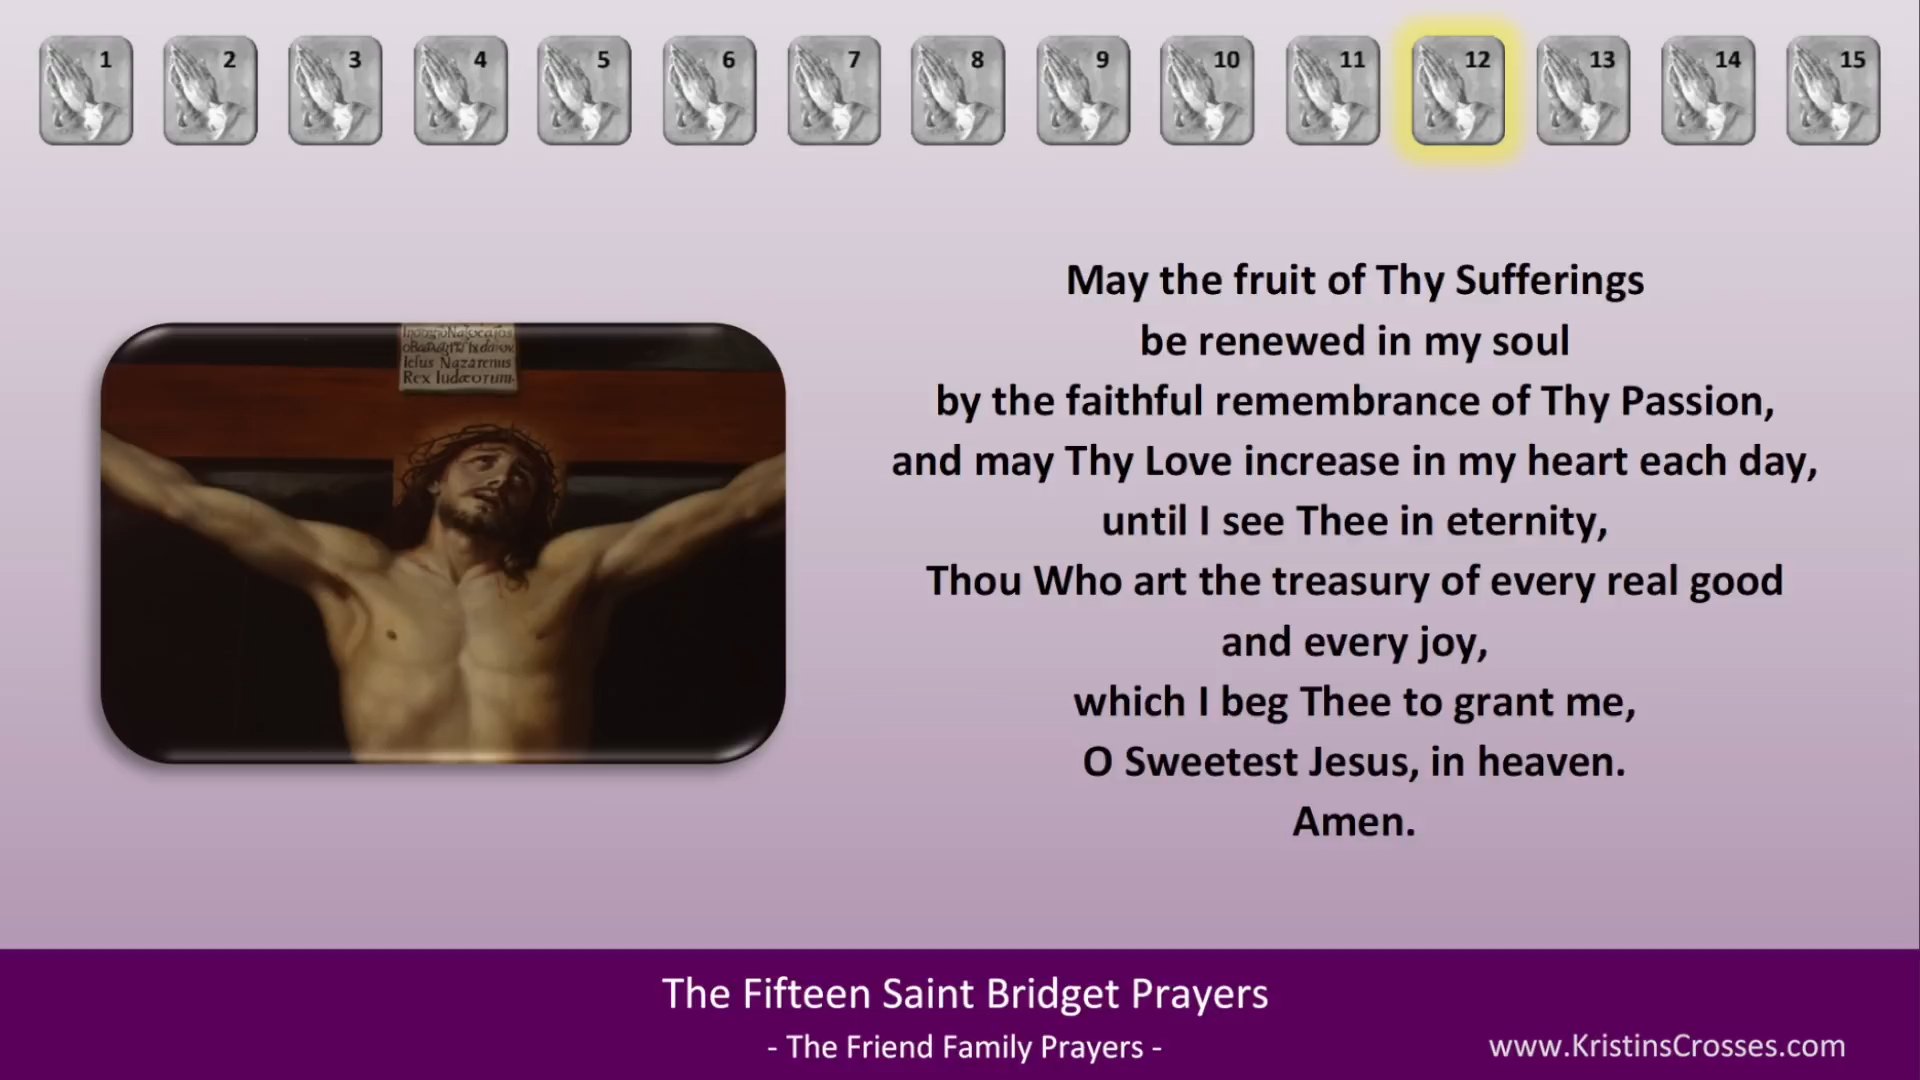 1 2 3 4 5 6 7 8 9 10 11 12 13 14 15
Iesus Nazarenus
Rex Iudæorum.
May the fruit of Thy Sufferings
be renewed in my soul
by the faithful remembrance of Thy Passion,
and may Thy Love increase in my heart each day,
until I see Thee in eternity,
Thou Who art the treasury of every real good
and every joy,
which I beg Thee to grant me,
O Sweetest Jesus, in heaven.
Amen.
The Fifteen Saint Bridget Prayers
- The Friend Family Prayers -
www.KristinsCrosses.com